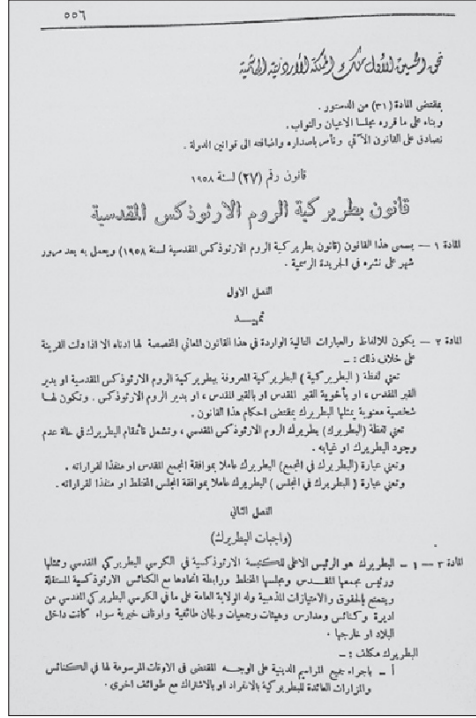 ٥٥٦
نحن الحسين الأول ملك المملكة الأردنية الهاشمية
بمقتضى المادة (٣١) من الدستور .
وبناء على ما قرره مجلسا الاعيان والنواب .
نصادق على القانون الآتي ونأمر باصداره واضافته الى قوانين الدولة .
قانون رقم (٢٧) لسنة ١٩٥٨
قانون بطريركية الروم الارثوذكس المقدسية
المادة ١ — يسمى هذا القانون (قانون بطريركية الروم الارثوذكس المقدسية لسنة ١٩٥٨) ويعمل به بعد مرور
شهر على نشره في الجريدة الرسمية .
الفصل الاول
تمهيد
المادة ٢ — يكون للالفاظ والعبارات التالية الواردة في هذا القانون المعاني المخصصة لها ادناه الا اذا دلت القرينة
على خلاف ذلك : ــ
تعني لفظة ( البطريركية ) البطريركية المعروفة ببطريركية الروم الارثوذكس المقدسية او بدير
القبر المقدس ، او بأخوية القبر المقدس او بالقبر المقدس ، او بدير الروم الارثوذكس . وتكون لها
شخصية معنوية يمثلها البطريرك بمقتضى احكام هذا القانون .
تعني لفظة (البطريرك) بطريرك الروم الارثوذكس المقدسي ، وتشمل قائمقام البطريرك في حالة عدم
وجود البطريرك او غيابه .
وتعني عبارة (البطريرك في المجمع) البطريرك عاملا بموافقة المجمع المقدس او منفذا لقراراته .
وتعني عبارة ( البطريرك في المجلس ) البطريرك عاملا بموافقة المجلس المختلط او منفذا لقراراته .
الفصل الثاني
(واجبات البطريرك)
المادة ٣ — ١ ــ البطريرك هو الرئيس الاعلى للكنيسة الارثوذكسية في الكرسي البطريركي المقدسي وممثلها
ورئيس مجمعها المقدس ومجلسها المختلط ورابطة اتحادها مع الكنائس الارثوذكسية المستقلة
ويتمتع بالحقوق والامتيازات المذهبية وله الولاية العامة على ما في الكرسي البطريركي المقدسي من
اديرة وكنائس ومدارس وهيئات وجمعيات ولجان طائفية واوقاف خيرية سواء كانت داخل
البلاد او خارجها .
البطريرك مكلف : ــ
أ ــ باجراء جميع المراسيم الدينية على الوجه المقتضى في الاوقات المرسومة لها في الكنائس
والمزارات العائدة للبطريركية بالانفراد او بالاشتراك مع طوائف اخرى .